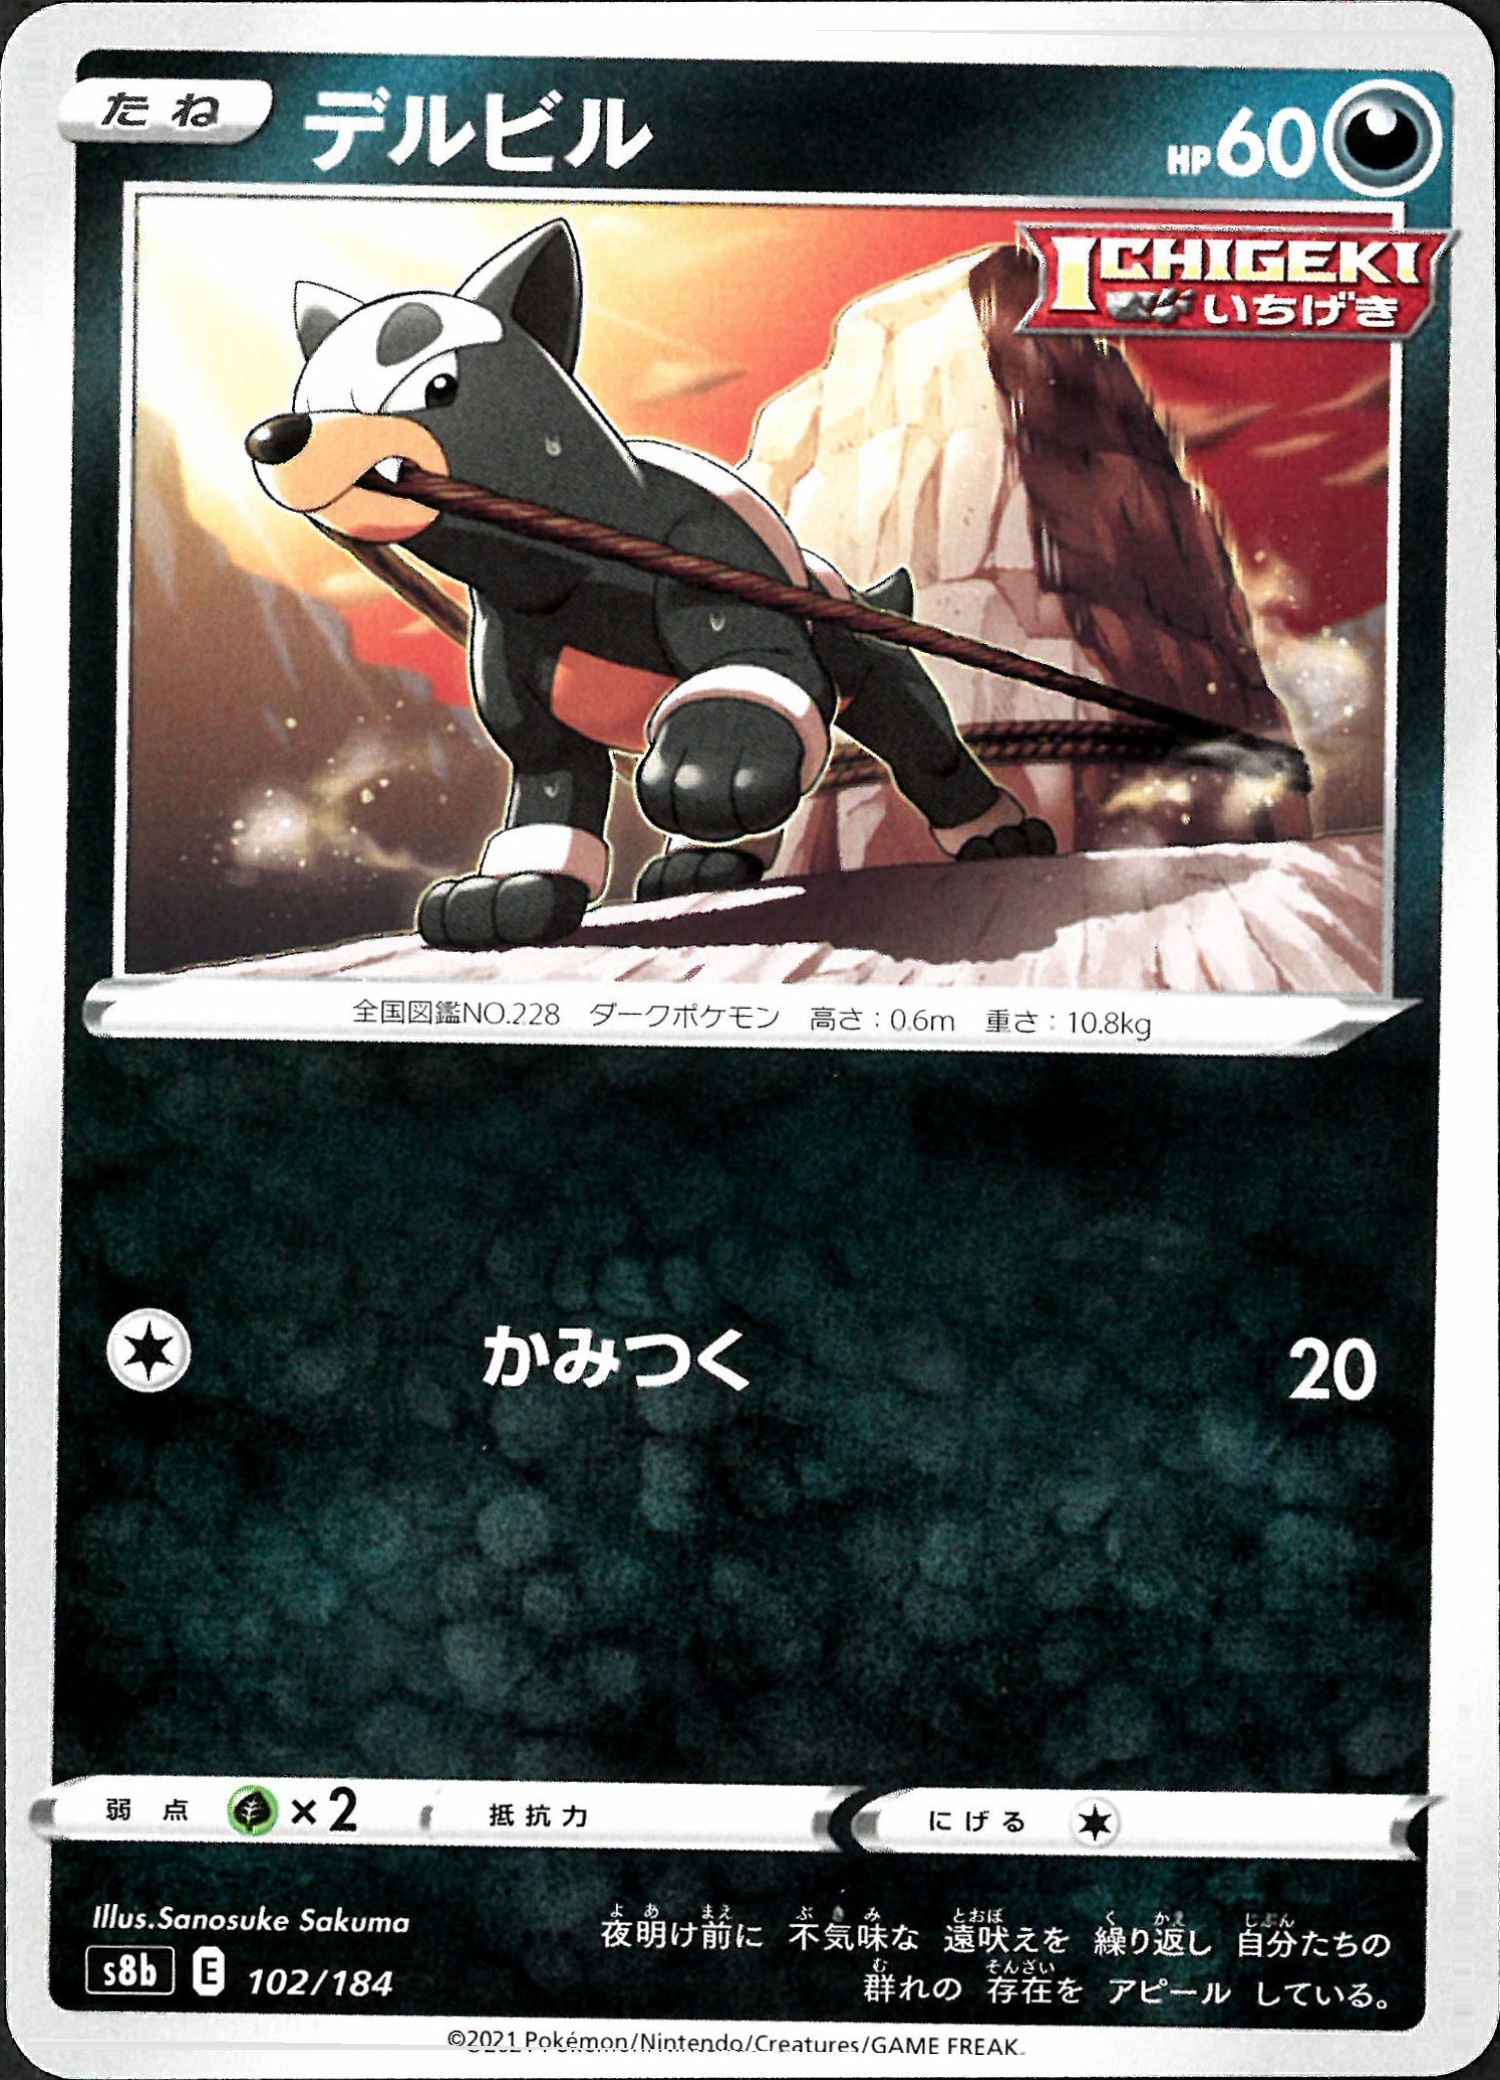 たね デルビル HP60
ICHIGEKI
いちげき
全国図鑑NO.228 ダークポケモン 高さ：0.6m 重さ：10.8kg
かみつく 20
弱点 ×2 抵抗力 にげる
Illus.Sanosuke Sakuma
夜明け前に 不気味な 遠吠えを 繰り返し 自分たちの
群れの 存在を アピール している。
s8b E 102/184
©2021 Pokémon/Nintendo/Creatures/GAME FREAK.